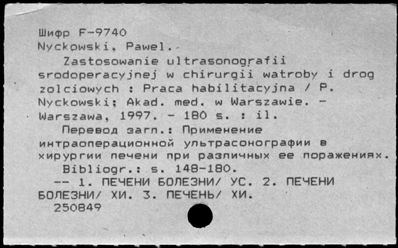 Шифр F-9740
Nyckowski, Pawel.
Zastosowanie ultrasonografii
srodoperacyjnej w chirurgii watroby i drog
zolciowych : Praca habilitacyjna / P.
Nyckowski; Akad. med. w Warszawie. -
Warszawa, 1997. - 180 s. : il.
Перевод загл.: Применение
интраоперационной ультрасонографии в
хирургии печени при различных ее поражениях.
Bibliogr.: s. 148-180.
-- 1. ПЕЧЕНИ БОЛЕЗНИ/ УС. 2. ПЕЧЕНИ
БОЛЕЗНИ/ ХИ. 3. ПЕЧЕНЬ/ ХИ.
250849